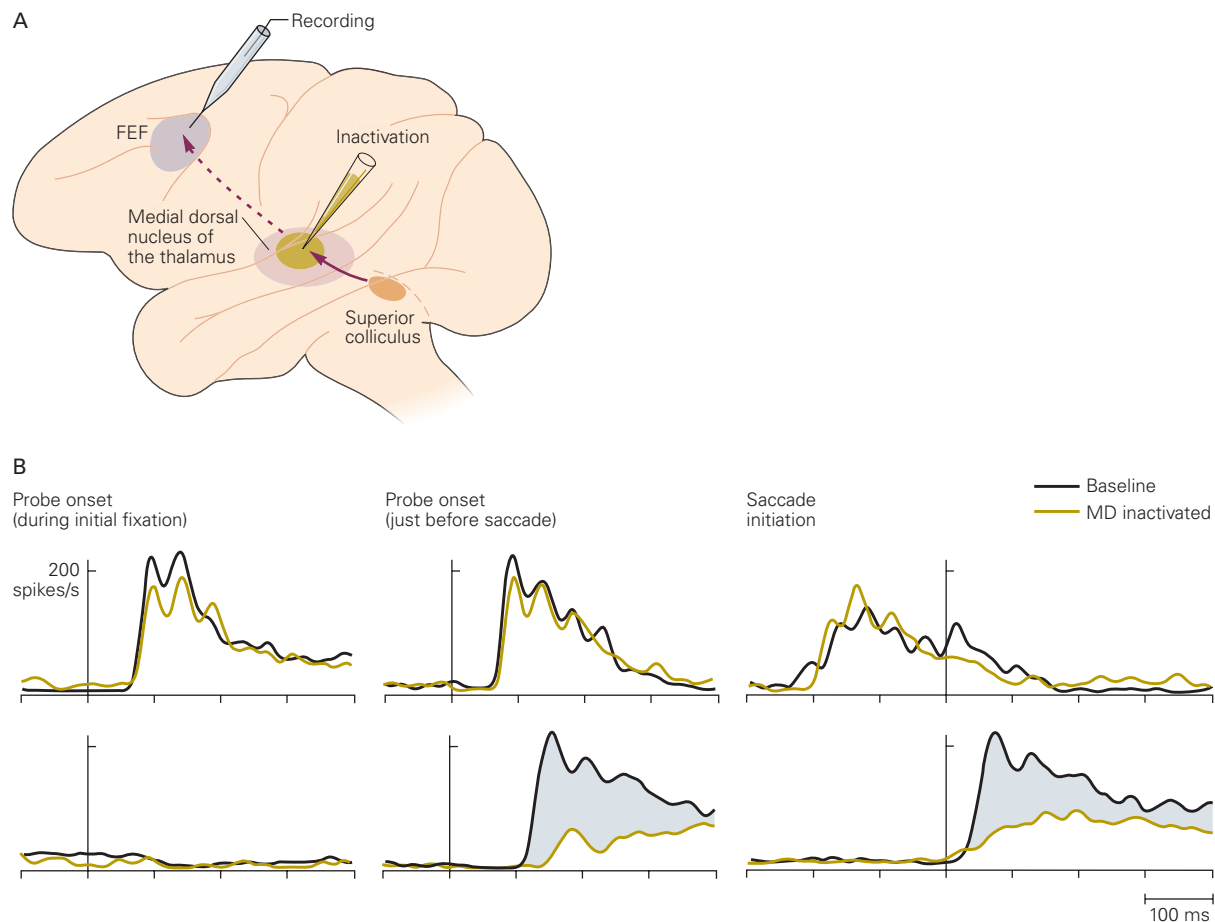 A
Recording
FEF
Inactivation
Medial dorsal
nucleus of
the thalamus
Superior
colliculus
B
Probe onset
(during initial fixation)
Probe onset
(just before saccade)
Saccade
initiation
Baseline
MD inactivated
200
spikes/s
100 ms